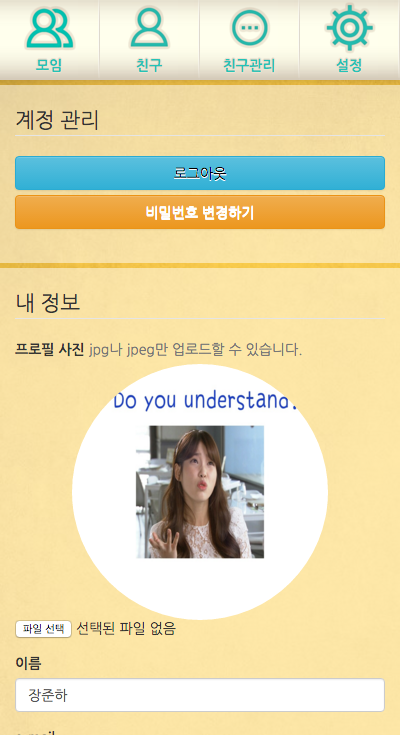 모임 친구 친구관리 설정
계정 관리
로그아웃
비밀번호 변경하기
내 정보
프로필 사진 jpg나 jpeg만 업로드할 수 있습니다.
Do you understand?
파일 선택 선택된 파일 없음
이름
장준하